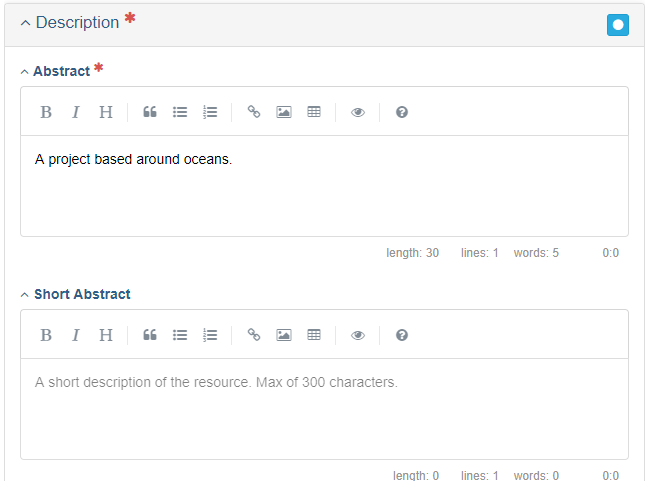 Description *
Abstract *
B I H
A project based around oceans.
length: 30 lines: 1 words: 5 0:0
Short Abstract
B I H
A short description of the resource. Max of 300 characters.
length: 0 lines: 1 words: 0 0:0